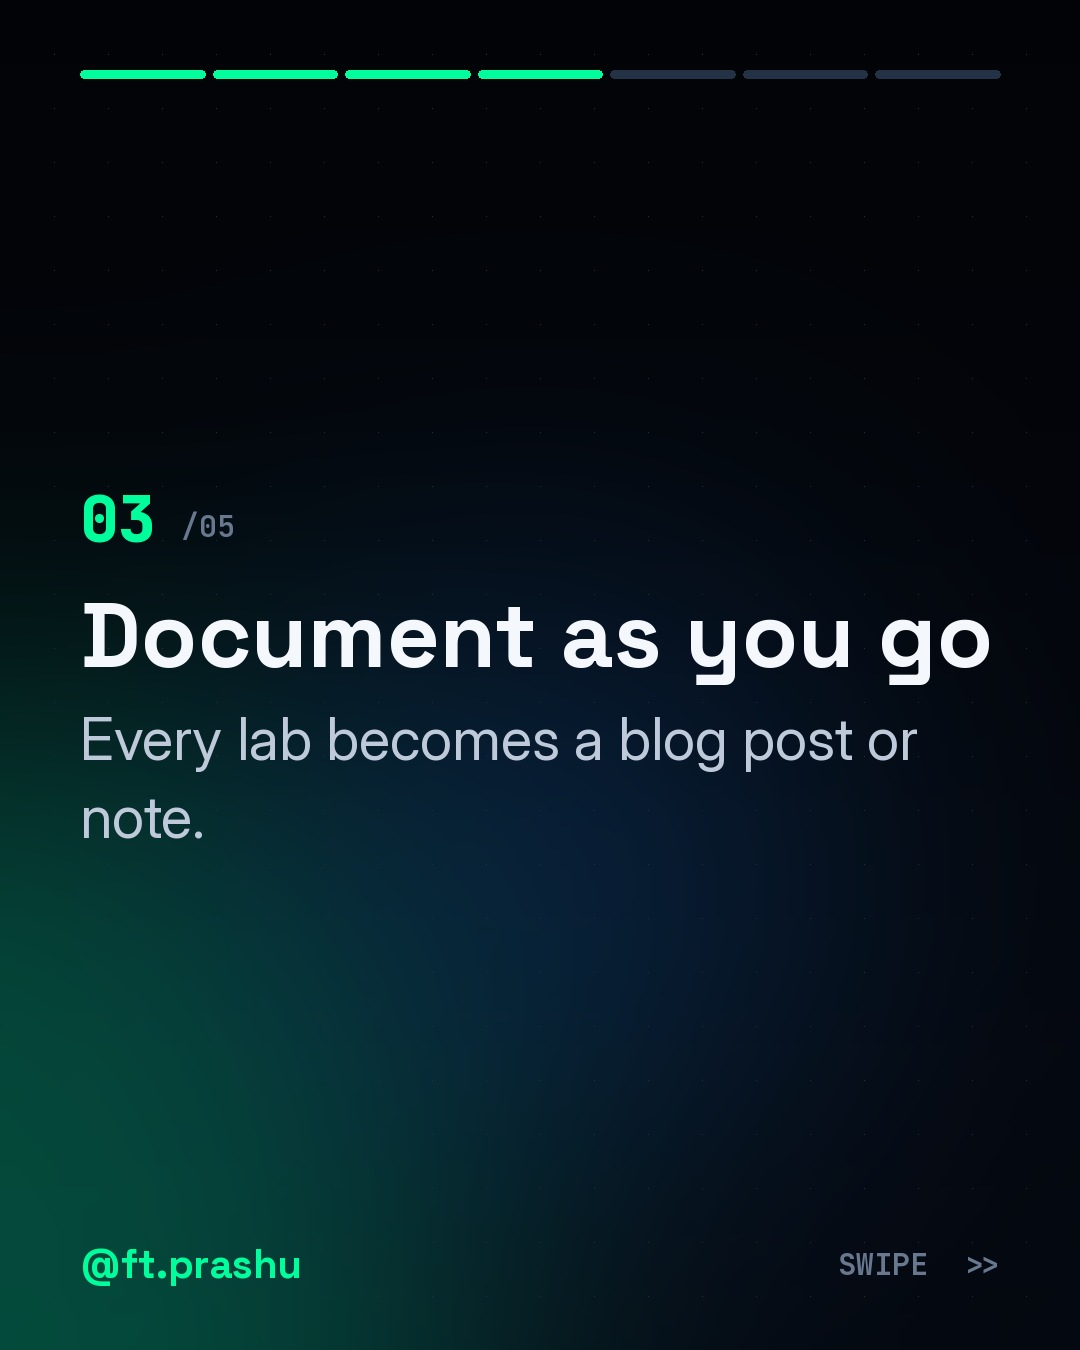 03 /05
Document as you go
Every lab becomes a blog post or
note.
@ft.prashu
SWIPE >>